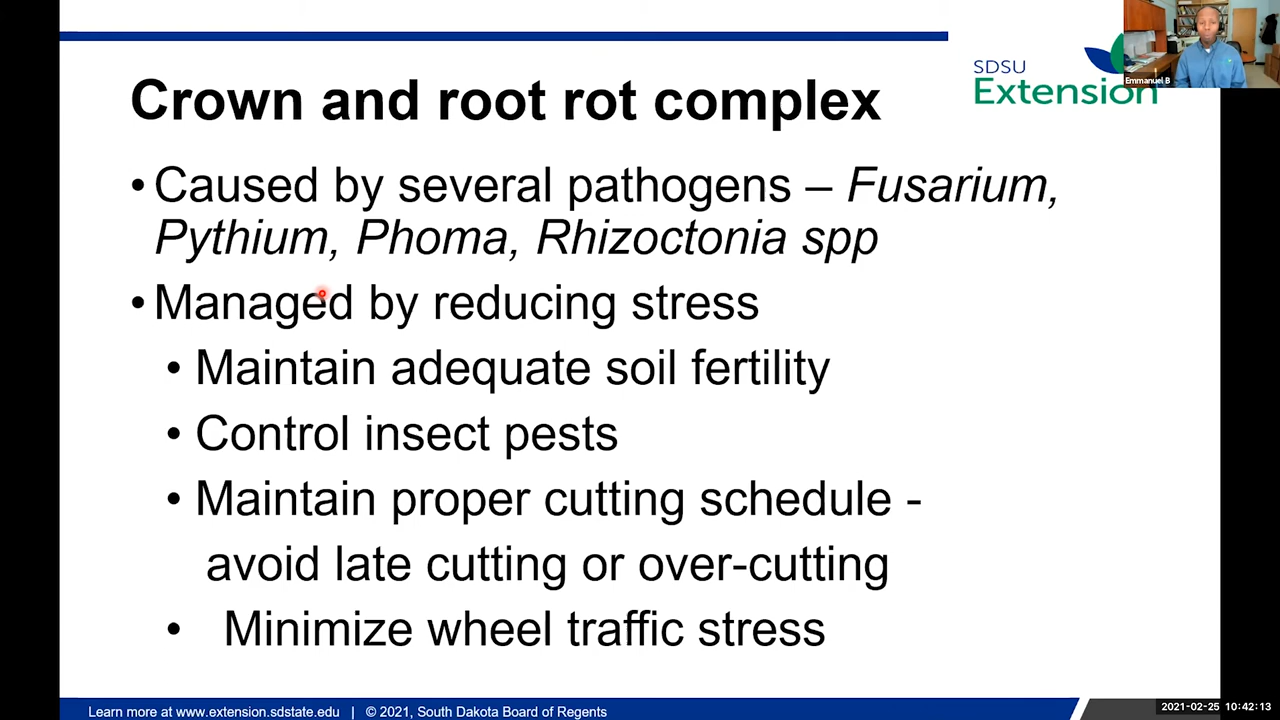 SDSU
Extension
Emmanuel B
Crown and root rot complex
• Caused by several pathogens – Fusarium,
Pythium, Phoma, Rhizoctonia spp
• Managed by reducing stress
• Maintain adequate soil fertility
• Control insect pests
• Maintain proper cutting schedule -
avoid late cutting or over-cutting
• Minimize wheel traffic stress
Learn more at www.extension.sdstate.edu | © 2021, South Dakota Board of Regents
2021-02-25 10:42:13